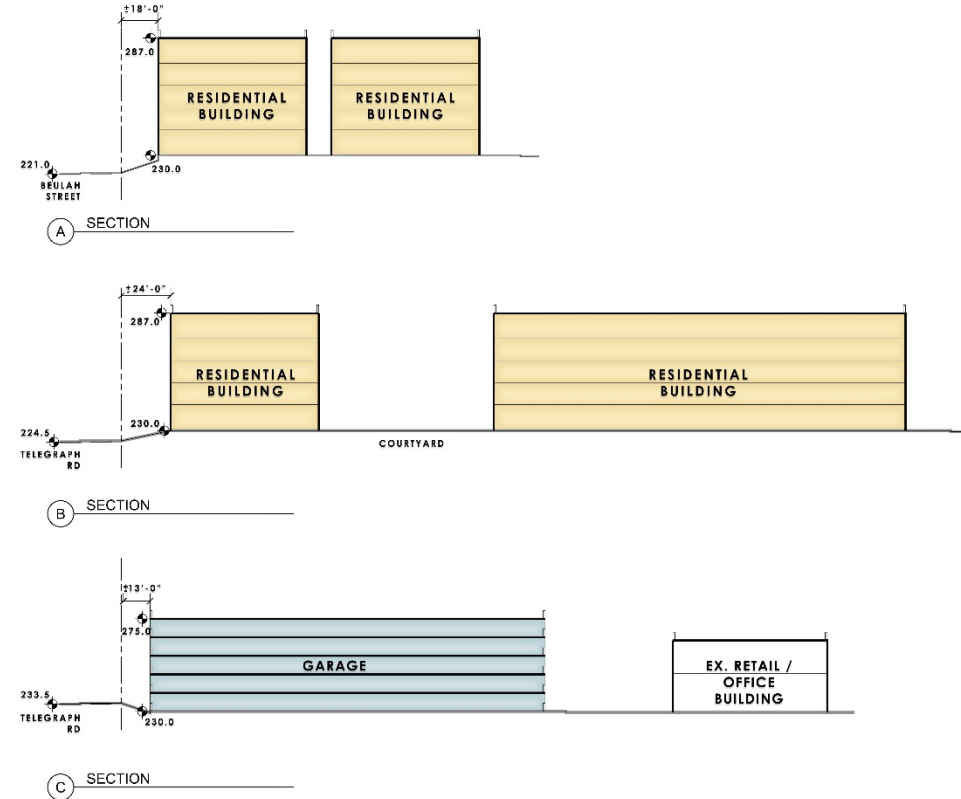 ±18'-0"
287.0
RESIDENTIAL
BUILDING
RESIDENTIAL
BUILDING
221.0
230.0
BEULAH
STREET
A SECTION
±24'-0"
287.0
RESIDENTIAL
BUILDING
RESIDENTIAL
BUILDING
230.0
224.5
TELEGRAPH
RD
COURTYARD
B SECTION
±13'-0"
275.0
GARAGE
EX. RETAIL /
OFFICE
BUILDING
233.5
TELEGRAPH
RD
230.0
C SECTION